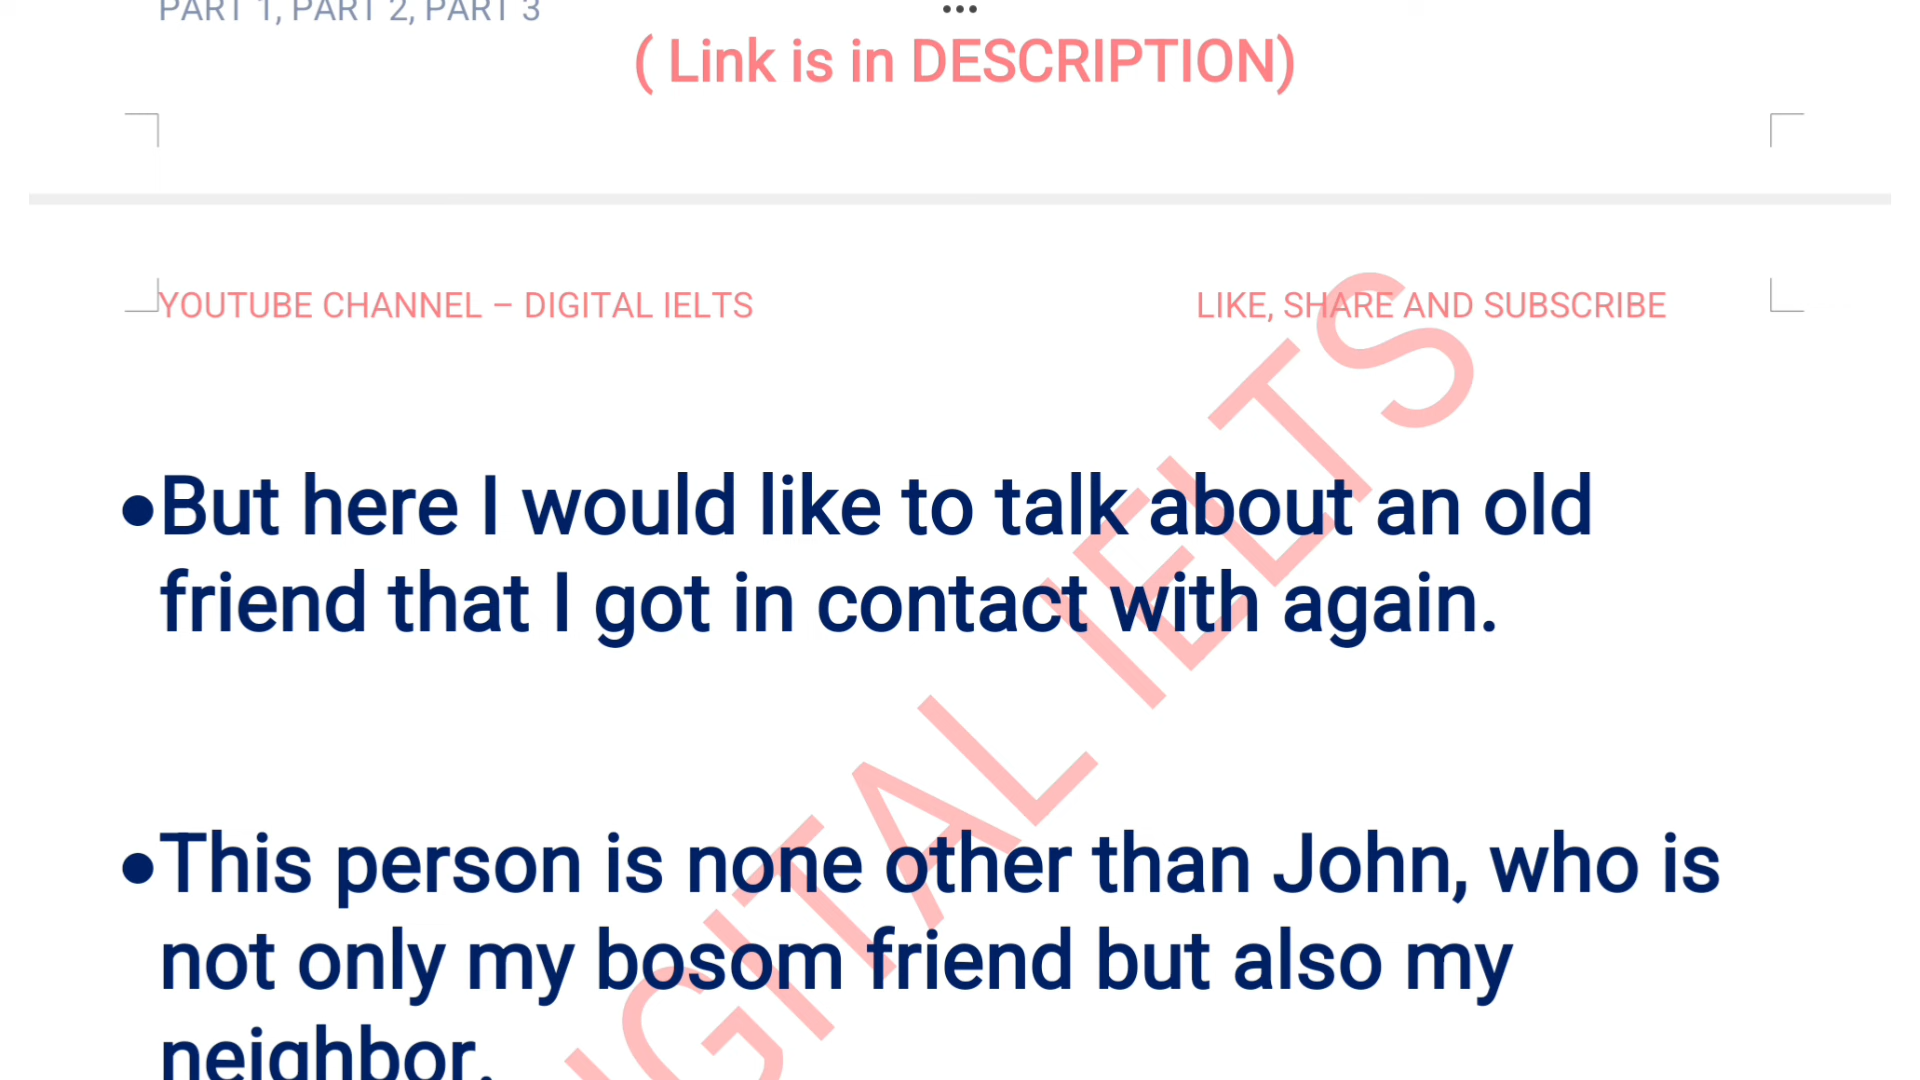 PART 1, PART 2, PART 3
( Link is in DESCRIPTION)
YOUTUBE CHANNEL – DIGITAL IELTS
LIKE, SHARE AND SUBSCRIBE
•But here I would like to talk about an old
friend that I got in contact with again.
•This person is none other than John, who is
not only my bosom friend but also my
neighbor.
DIGITAL IELTS